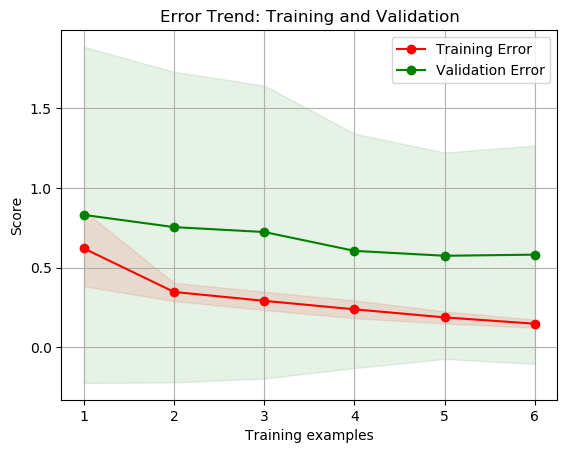 Error Trend: Training and Validation
Training Error
Validation Error
Score
1.5
1.0
0.5
0.0
1 2 3 4 5 6
Training examples